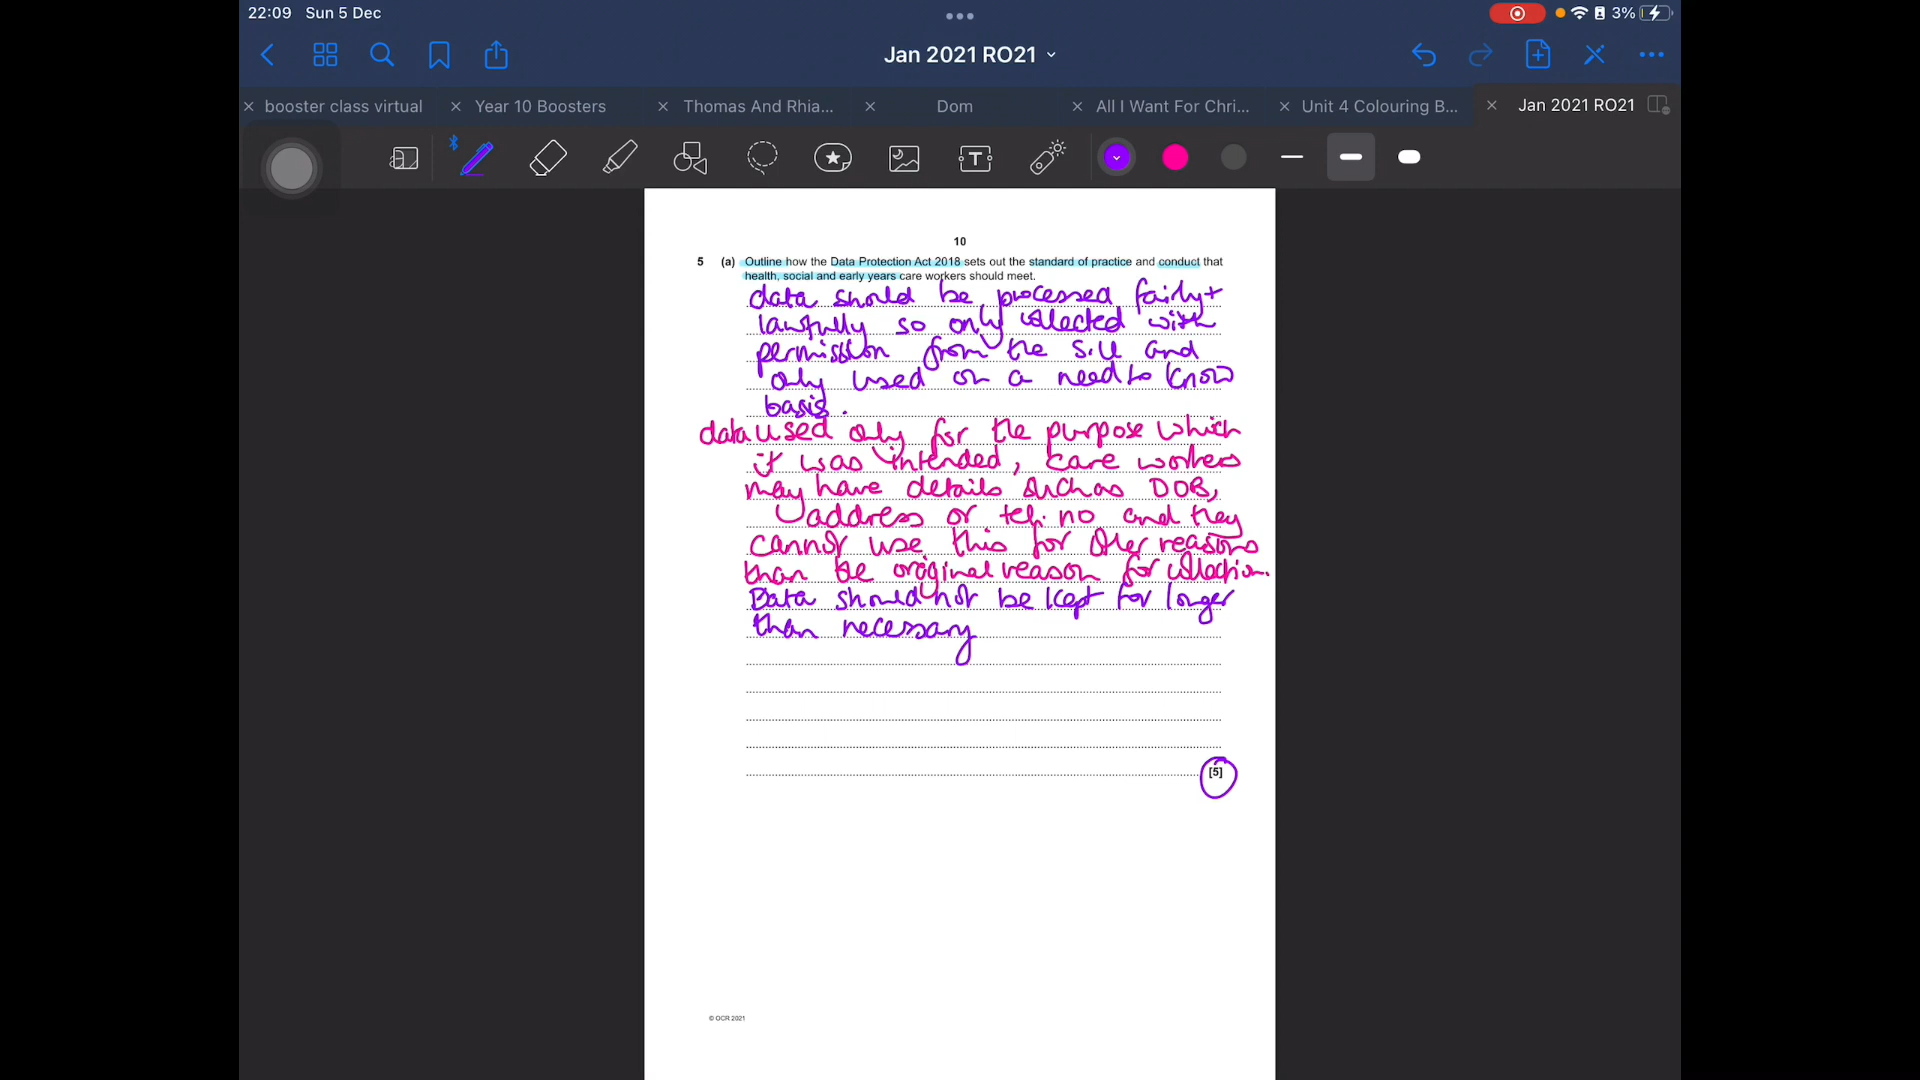 22:09 Sun 5 Dec
3%
Jan 2021 RO21
booster class virtual
Year 10 Boosters
Thomas And Rhia...
Dom
All I Want For Chri...
Unit 4 Colouring B...
Jan 2021 RO21
10
5 (a) Outline how the Data Protection Act 2018 sets out the standard of practice and conduct that
health, social and early years care workers should meet.
data should be processed fairly +
lawfully so only collected with
permission from the S.U and
only used on a need to know
basis.
data used only for the purpose which
it was intended, care workers
may have details such as DOB,
address or tel. no and they
cannot use this for other reasons
than the original reason for collection.
Data should not be kept for longer
than necessary
[5]
© OCR 2021